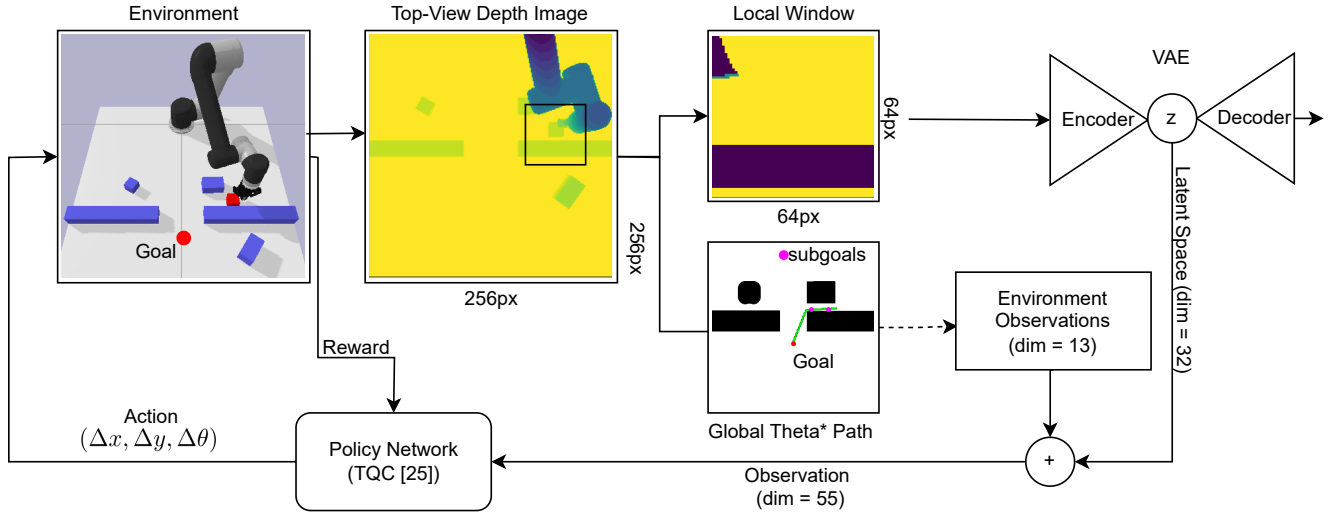 Environment
Top-View Depth Image
Local Window
VAE
Encoder
z
Decoder
64px
64px
Goal
256px
256px
subgoals
Goal
Global Theta* Path
Environment
Observations
(dim = 13)
Latent Space (dim = 32)
Reward
Action
(Δx, Δy, Δθ)
Policy Network
(TQC [25])
Observation
(dim = 55)
+